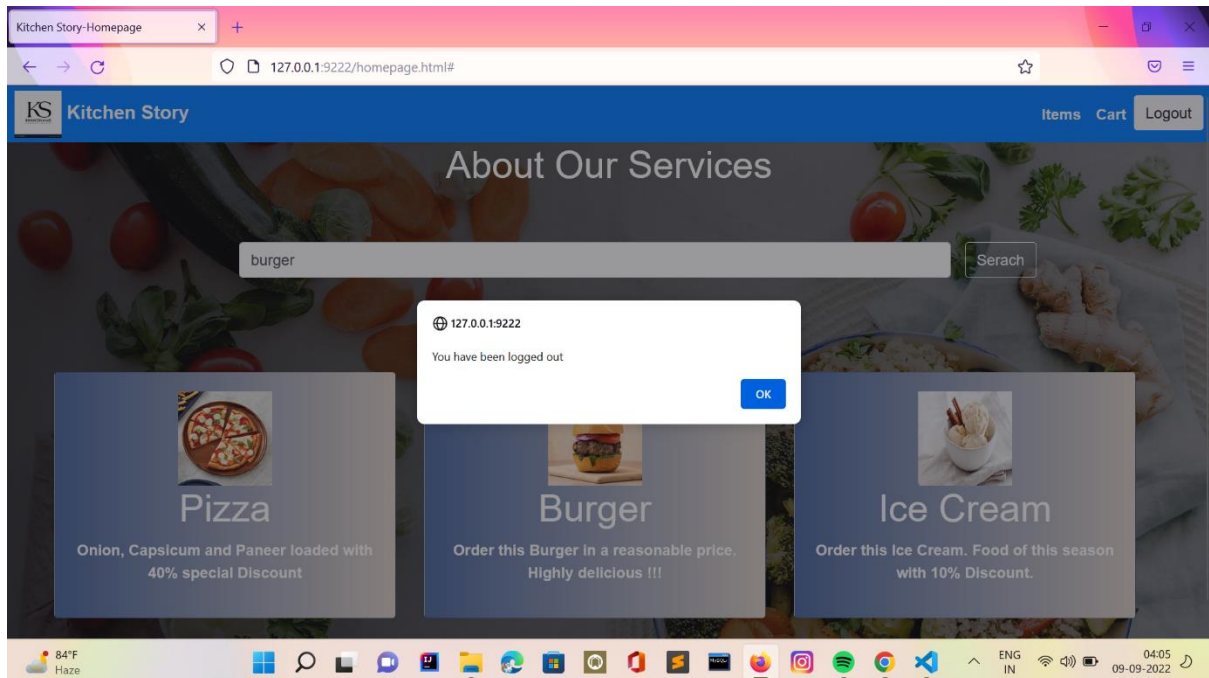 Kitchen Story-Homepage
127.0.0.1:9222/homepage.html#
KS Kitchen Story
Items Cart Logout
About Our Services
burger
Serach
127.0.0.1:9222
You have been logged out
OK
Pizza
Onion, Capsicum and Paneer loaded with
40% special Discount
Burger
Order this Burger in a reasonable price.
Highly delicious !!!
Ice Cream
Order this Ice Cream. Food of this season
with 10% Discount.
84°F
Haze
ENG
IN
04:05
09-09-2022